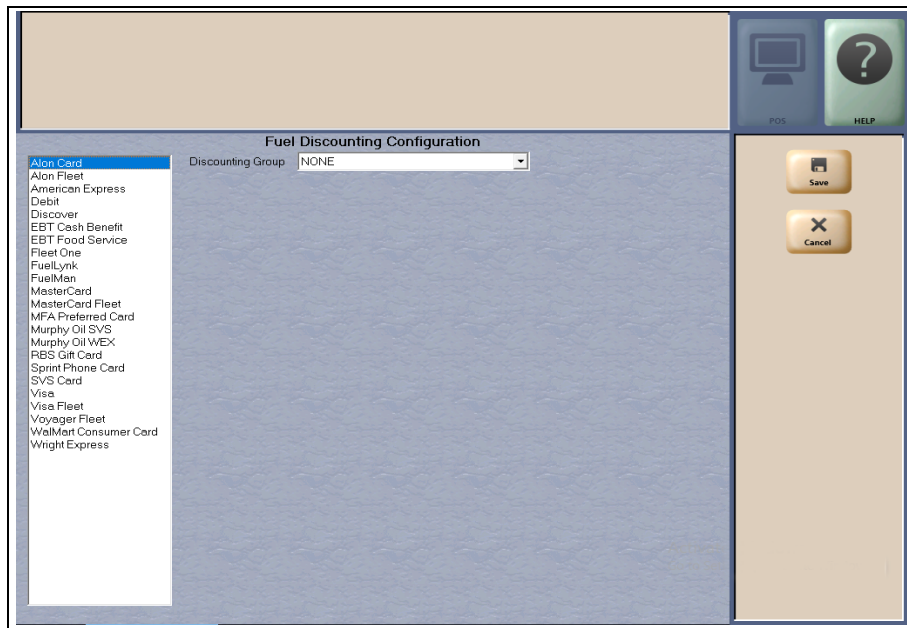 POS
HELP
Fuel Discounting Configuration
Discounting Group NONE
Alon Card
Alon Fleet
American Express
Debit
Discover
EBT Cash Benefit
EBT Food Service
Fleet One
FuelLynk
FuelMan
MasterCard
MasterCard Fleet
MFA Preferred Card
Murphy Oil SVS
Murphy Oil WEX
RBS Gift Card
Sprint Phone Card
SVS Card
Visa
Visa Fleet
Voyager Fleet
WalMart Consumer Card
Wright Express
Save
Cancel